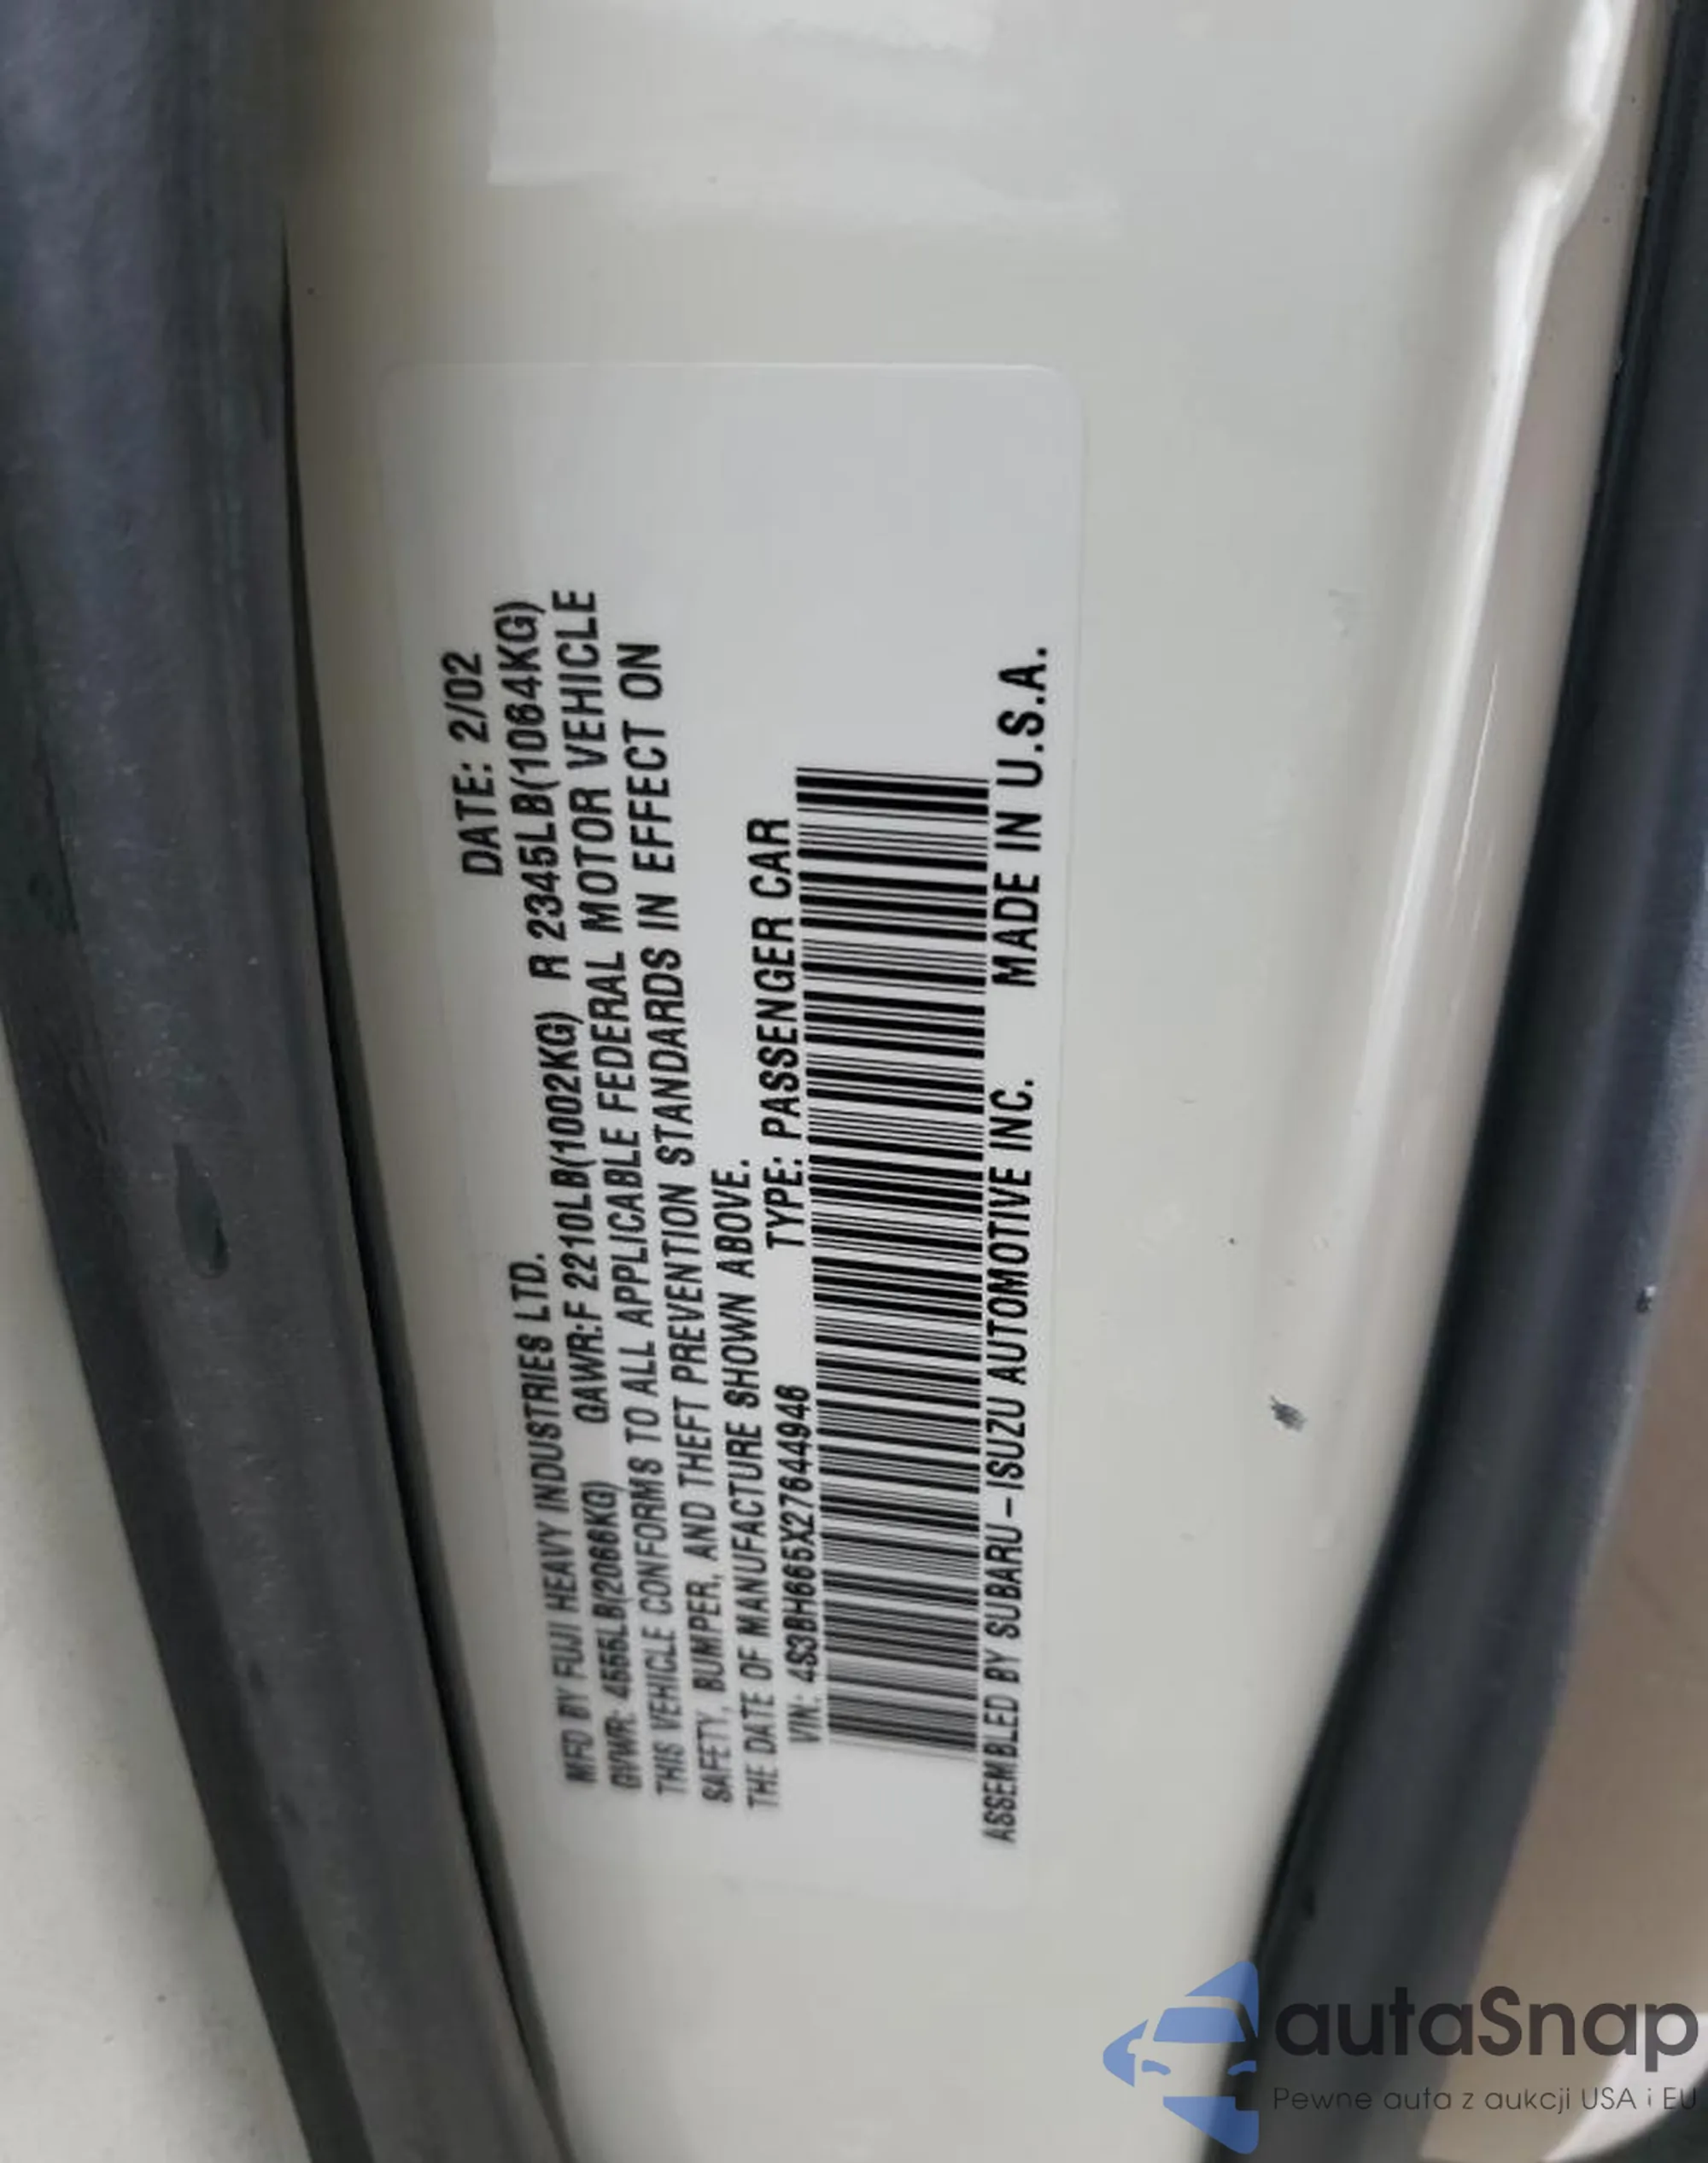 MFD BY FUJI HEAVY INDUSTRIES LTD. DATE: 2/02
GVWR: 4555LB(2066KG) GAWR:F 2210LB(1002KG) R 2345LB(1064KG)
THIS VEHICLE CONFORMS TO ALL APPLICABLE FEDERAL MOTOR VEHICLE
SAFETY, BUMPER, AND THEFT PREVENTION STANDARDS IN EFFECT ON
THE DATE OF MANUFACTURE SHOWN ABOVE.
VIN: 4S3BH665X27644946 TYPE: PASSENGER CAR
ASSEMBLED BY SUBARU-ISUZU AUTOMOTIVE INC. MADE IN U.S.A.
autaSnap
Pewne auta z aukcji USA i EU